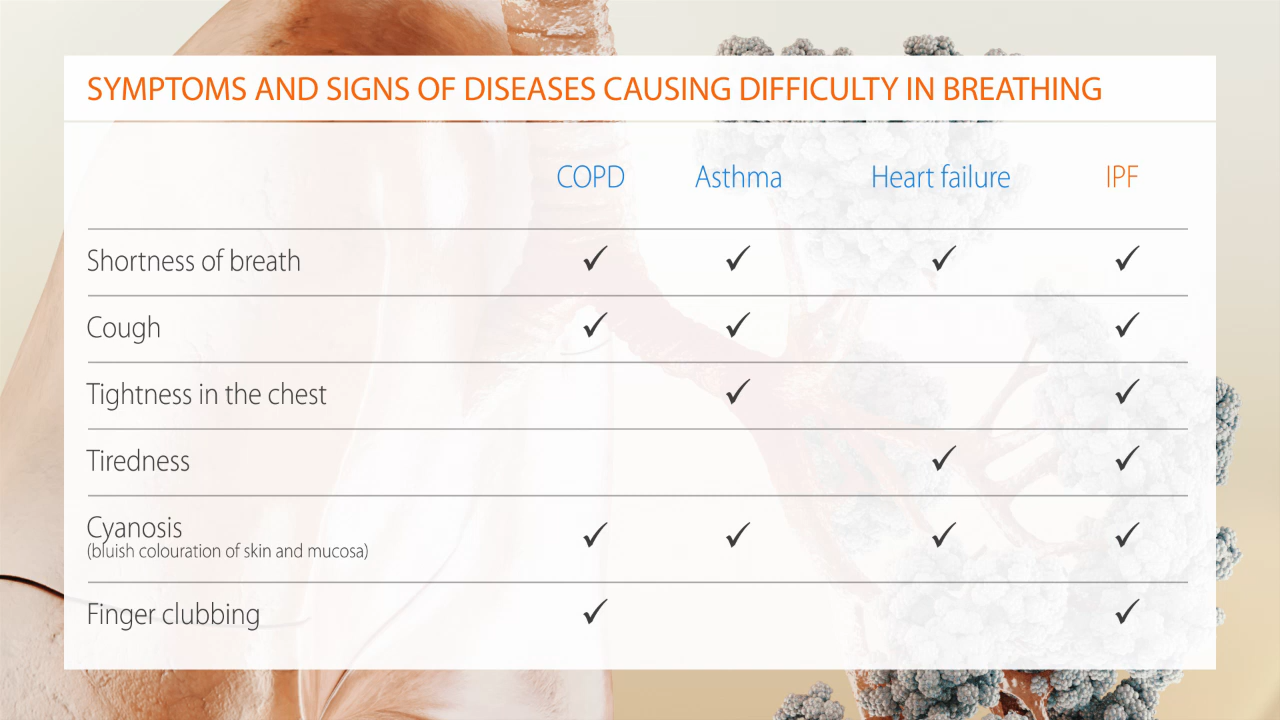 SYMPTOMS AND SIGNS OF DISEASES CAUSING DIFFICULTY IN BREATHING
COPD Asthma Heart failure IPF
Shortness of breath ✓ ✓ ✓ ✓
Cough ✓ ✓ ✓
Tightness in the chest ✓ ✓
Tiredness ✓ ✓
Cyanosis ✓ ✓ ✓ ✓
(bluish colouration of skin and mucosa)
Finger clubbing ✓ ✓